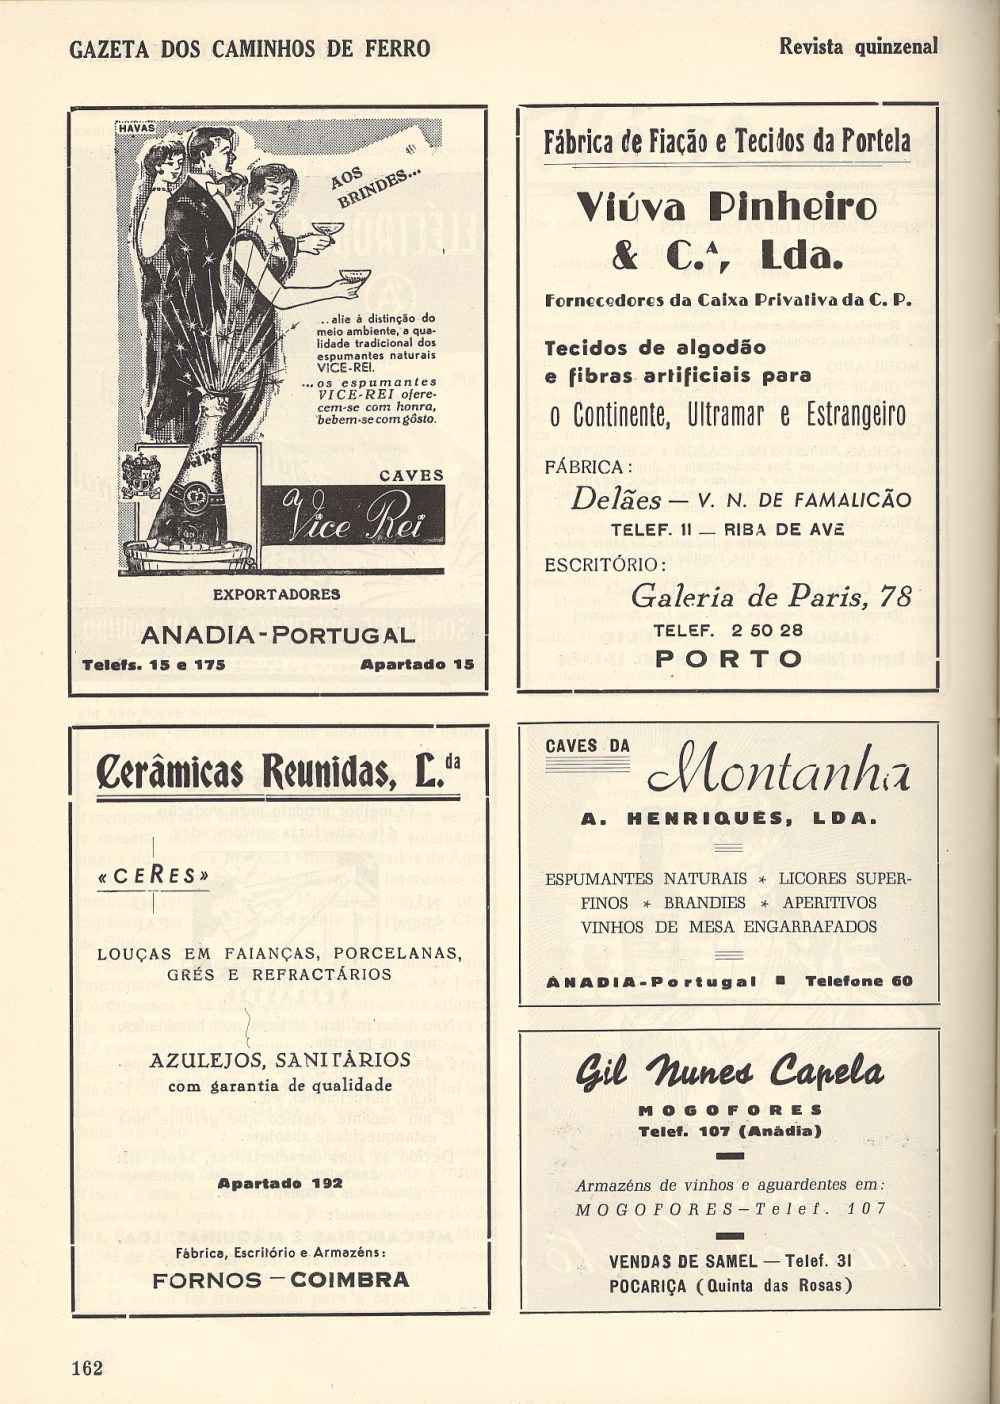 GAZETA DOS CAMINHOS DE FERRO
Revista quinzenal
HAVAS
AOS
BRINDES...
...alie à distinção do
meio ambiente, a qua-
lidade tradicional dos
espumantes naturais
VICE-REI.
...os espumantes
VICE-REI ofere-
cem-se com honra,
bebem-se com gôsto.
CAVES
Vice Rei
EXPORTADORES
ANADIA-PORTUGAL
Telefs. 15 e 175 Apartado 15
Fábrica de Fiação e Tecidos da Portela
Viúva Pinheiro
& C.ª, Lda.
Fornecedores da Caixa Privativa da C. P.
Tecidos de algodão
e fibras artificiais para
o Continente, Ultramar e Estrangeiro
FÁBRICA:
Delães — V. N. DE FAMALICÃO
TELEF. 11 — RIBA DE AVE
ESCRITÓRIO:
Galeria de Paris, 78
TELEF. 2 50 28
PORTO
Cerâmicas Reunidas, L.da
«CERES»
LOUÇAS EM FAIANÇAS, PORCELANAS,
GRÉS E REFRACTÁRIOS
AZULEJOS, SANITÀRIOS
com garantia de qualidade
Apartado 192
Fábrica, Escritório e Armazéns:
FORNOS — COIMBRA
CAVES DA
Montanha
A. HENRIQUES, LDA.
ESPUMANTES NATURAIS * LICORES SUPER-
FINOS * BRANDIES * APERITIVOS
VINHOS DE MESA ENGARRAFADOS
ANADIA-Portugal ■ Telefone 60
Gil Nunes Capela
MOGOFORES
Telef. 107 (Anádia)
Armazéns de vinhos e aguardentes em:
MOGOFORES—Telef. 107
VENDAS DE SAMEL — Telef. 31
POCARIÇA (Quinta das Rosas)
162